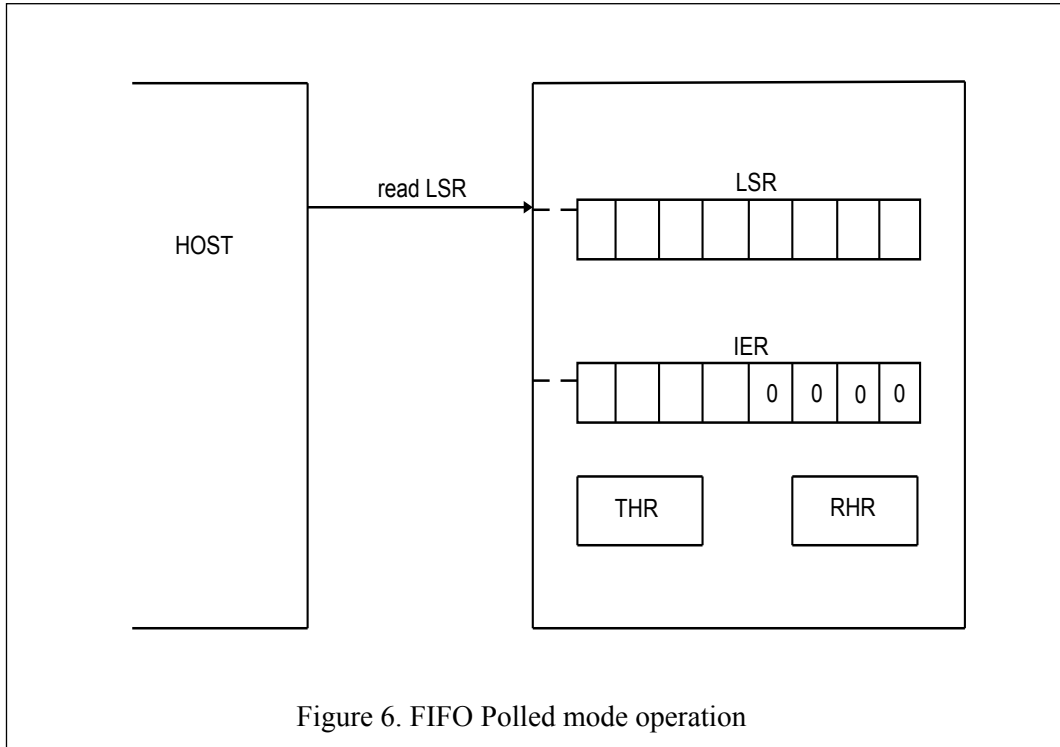 read LSR
LSR
HOST
IER
0 0 0 0
THR RHR
Figure 6. FIFO Polled mode operation